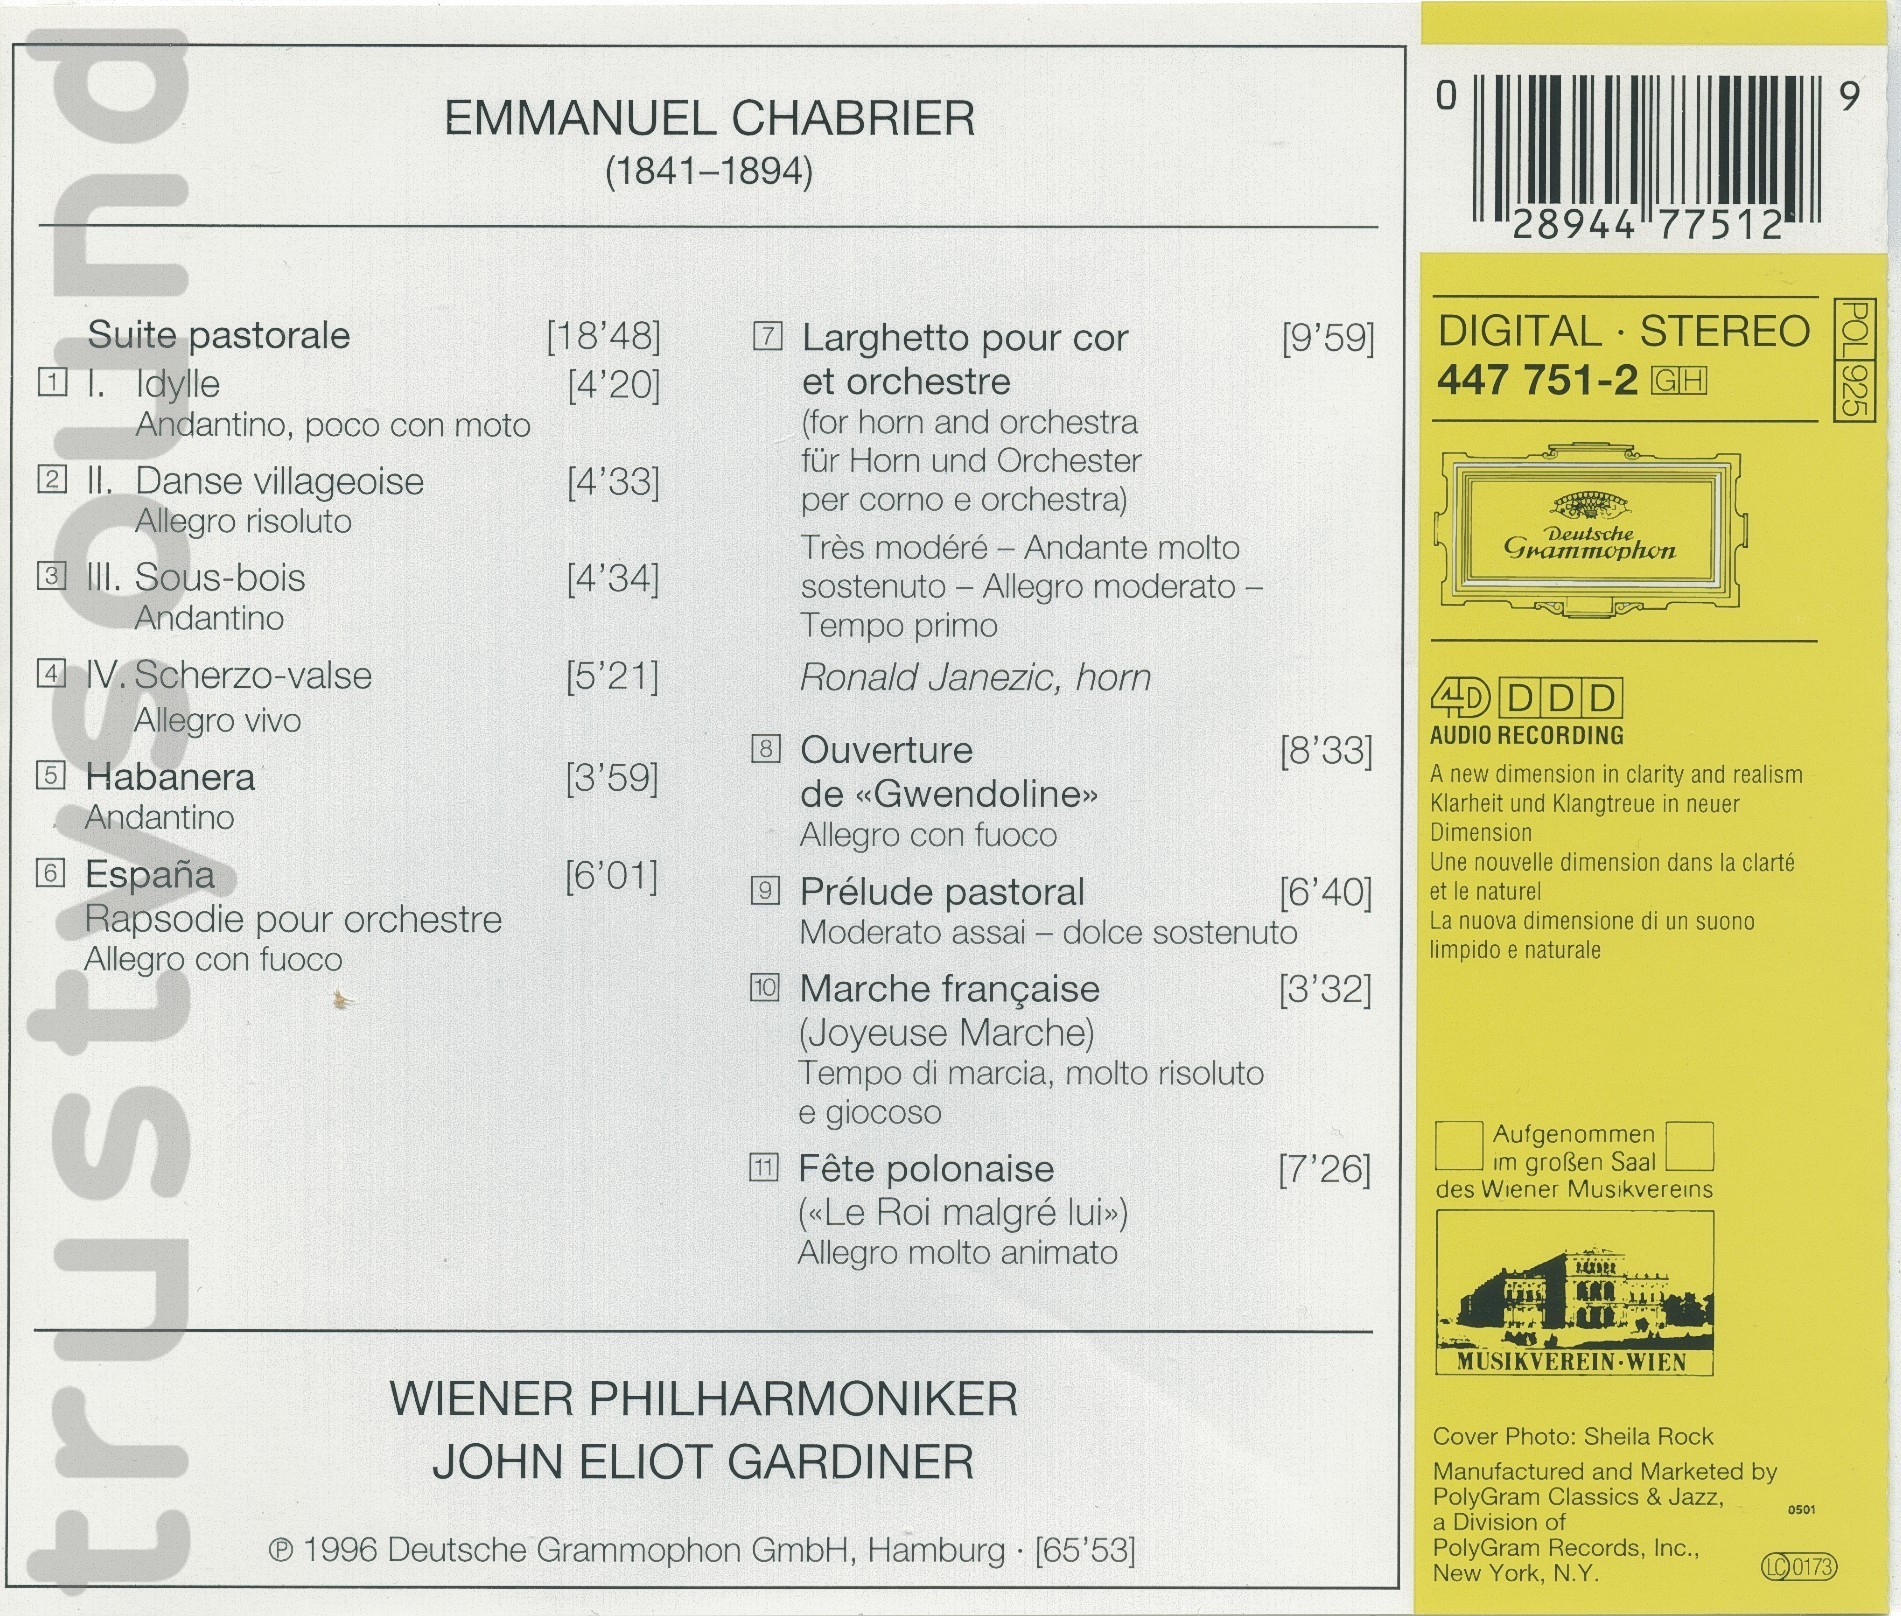 trustysound
EMMANUEL CHABRIER
(1841–1894)
Suite pastorale [18'48]
1 I. Idylle [4'20]
Andantino, poco con moto
2 II. Danse villageoise [4'33]
Allegro risoluto
3 III. Sous-bois [4'34]
Andantino
4 IV. Scherzo-valse [5'21]
Allegro vivo
5 Habanera [3'59]
Andantino
6 España [6'01]
Rapsodie pour orchestre
Allegro con fuoco
7 Larghetto pour cor [9'59]
et orchestre
(for horn and orchestra
für Horn und Orchester
per corno e orchestra)
Très modéré – Andante molto
sostenuto – Allegro moderato –
Tempo primo
Ronald Janezic, horn
8 Ouverture [8'33]
de «Gwendoline»
Allegro con fuoco
9 Prélude pastoral [6'40]
Moderato assai – dolce sostenuto
10 Marche française [3'32]
(Joyeuse Marche)
Tempo di marcia, molto risoluto
e giocoso
11 Fête polonaise [7'26]
(«Le Roi malgré lui»)
Allegro molto animato
WIENER PHILHARMONIKER
JOHN ELIOT GARDINER
℗ 1996 Deutsche Grammophon GmbH, Hamburg · [65'53]
0 28944 77512 9
DIGITAL · STEREO
447 751-2 GH
POL 925
Deutsche
Grammophon
4D DDD
AUDIO RECORDING
A new dimension in clarity and realism
Klarheit und Klangtreue in neuer
Dimension
Une nouvelle dimension dans la clarté
et le naturel
La nuova dimensione di un suono
limpido e naturale
Aufgenommen
im großen Saal
des Wiener Musikvereins
MUSIKVEREIN·WIEN
Cover Photo: Sheila Rock
Manufactured and Marketed by
PolyGram Classics & Jazz,
a Division of
PolyGram Records, Inc.,
New York, N.Y.
0501
LC 0173